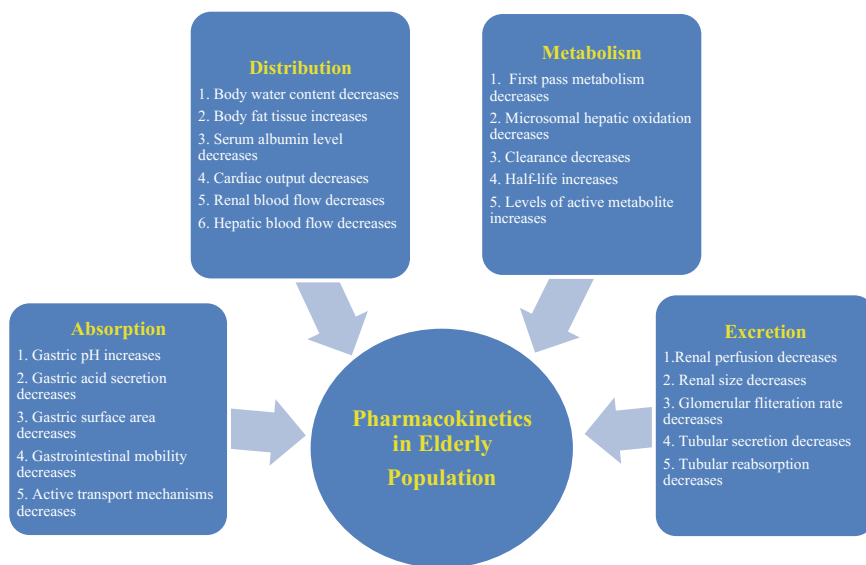 Distribution
1. Body water content decreases
2. Body fat tissue increases
3. Serum albumin level
decreases
4. Cardiac output decreases
5. Renal blood flow decreases
6. Hepatic blood flow decreases
Metabolism
1. First pass metabolism
decreases
2. Microsomal hepatic oxidation
decreases
3. Clearance decreases
4. Half-life increases
5. Levels of active metabolite
increases
Absorption
1. Gastric pH increases
2. Gastric acid secretion
decreases
3. Gastric surface area
decreases
4. Gastrointestinal mobility
decreases
5. Active transport mechanisms
decreases
Pharmacokinetics
in Elderly
Population
Excretion
1.Renal perfusion decreases
2. Renal size decreases
3. Glomerular fliteration rate
decreases
4. Tubular secretion decreases
5. Tubular reabsorption
decreases